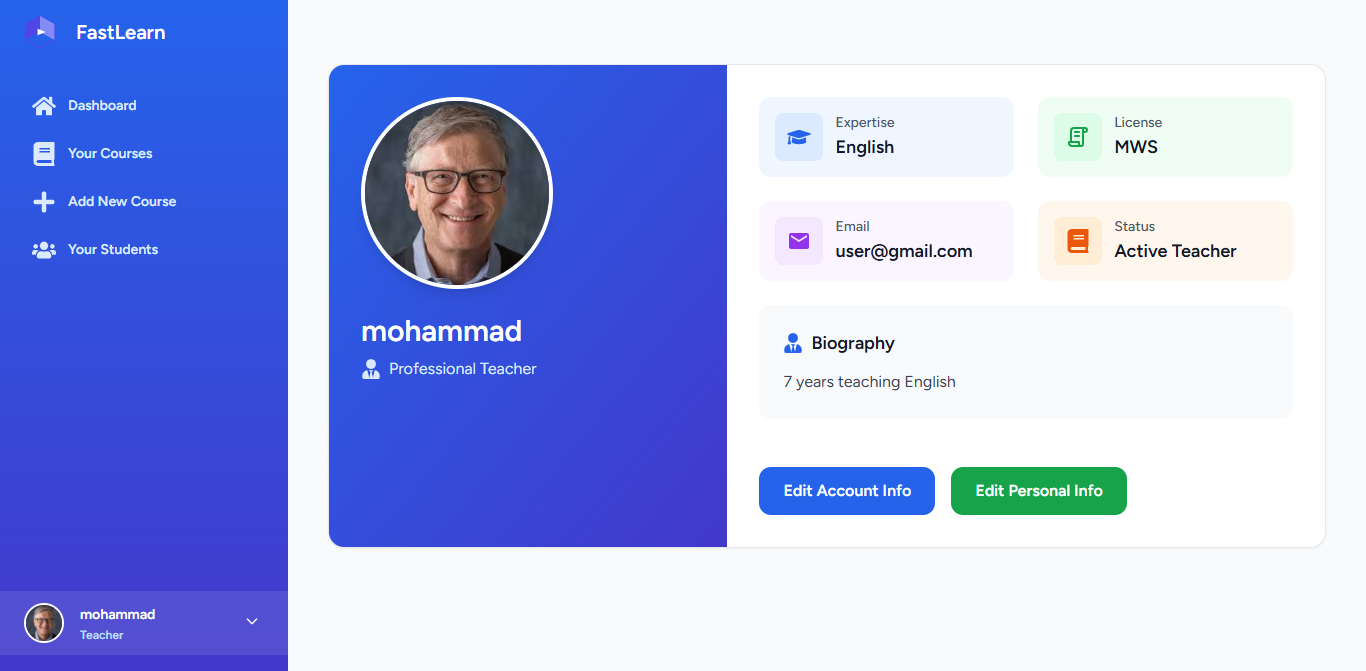 FastLearn
Dashboard
Your Courses
Add New Course
Your Students
mohammad
Teacher
mohammad
Professional Teacher
Expertise
English
License
MWS
Email
user@gmail.com
Status
Active Teacher
Biography
7 years teaching English
Edit Account Info
Edit Personal Info